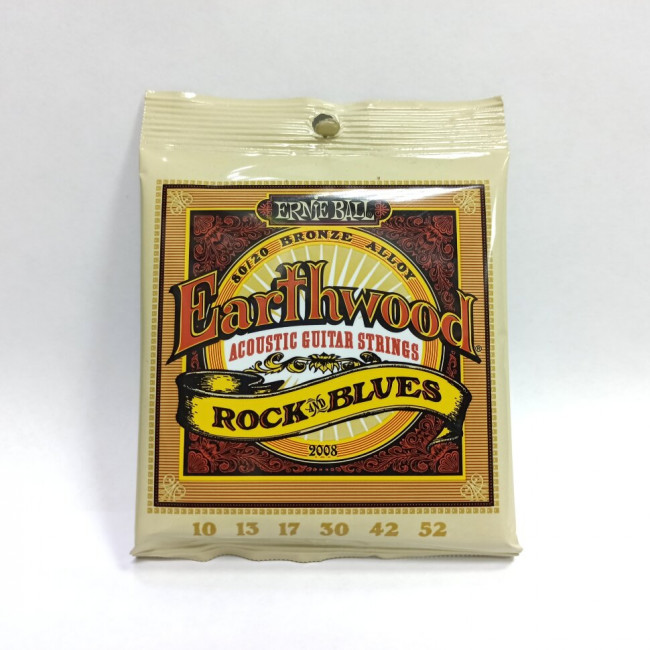 ERNIE BALL
80/20 BRONZE ALLOY
Earthwood®
ACOUSTIC GUITAR STRINGS
ROCK AND BLUES
2008
10 13 17 30 42 52